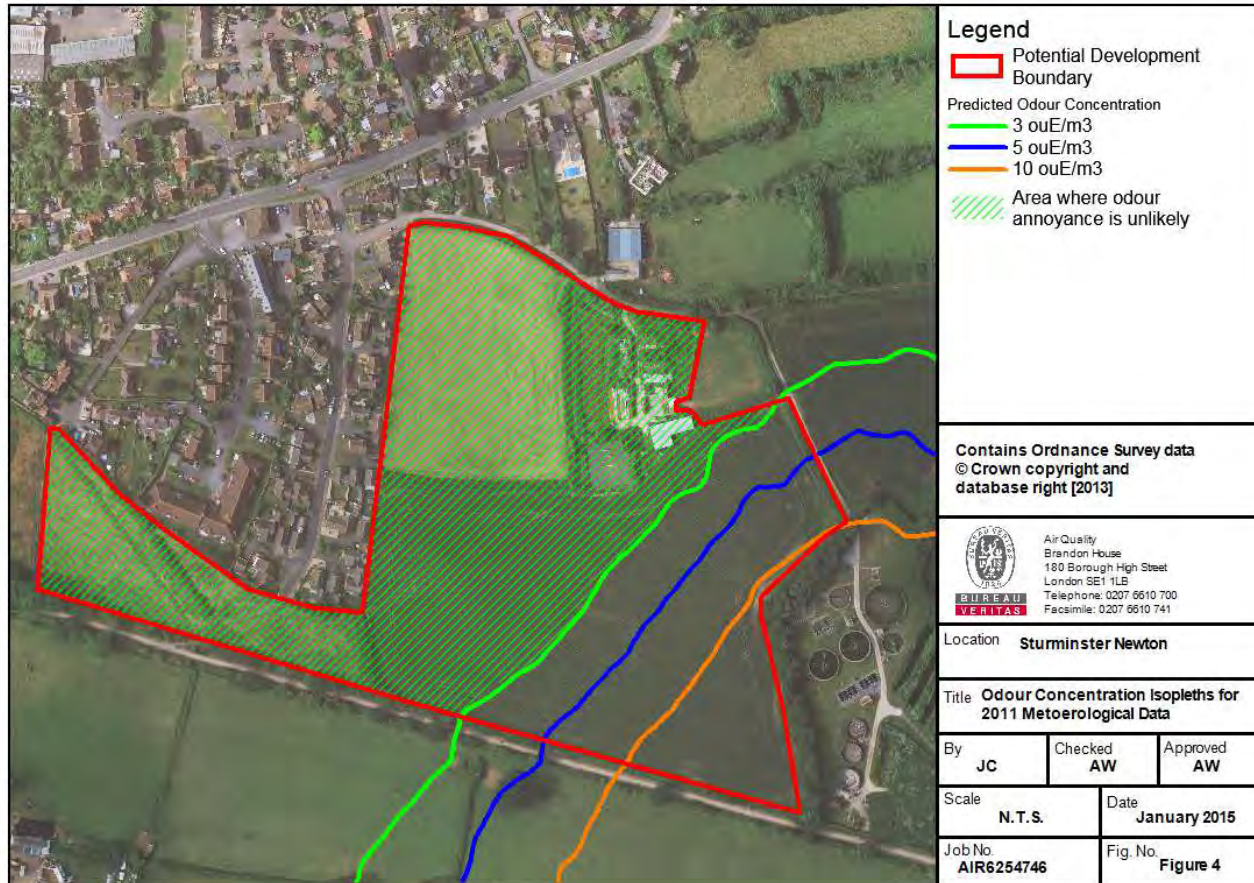 Legend
Potential Development
Boundary
Predicted Odour Concentration
3 ouE/m3
5 ouE/m3
10 ouE/m3
Area where odour
annoyance is unlikely
Contains Ordnance Survey data
© Crown copyright and
database right [2013]
BUREAU
VERITAS
Air Quality
Brandon House
180 Borough High Street
London SE1 1LB
Telephone: 0207 6610 700
Facsimile: 0207 6610 741
Location Sturminster Newton
Title Odour Concentration Isopleths for
2011 Metoerological Data
By JC
Checked AW
Approved AW
Scale N.T.S.
Date January 2015
Job No. AIR6254746
Fig. No. Figure 4